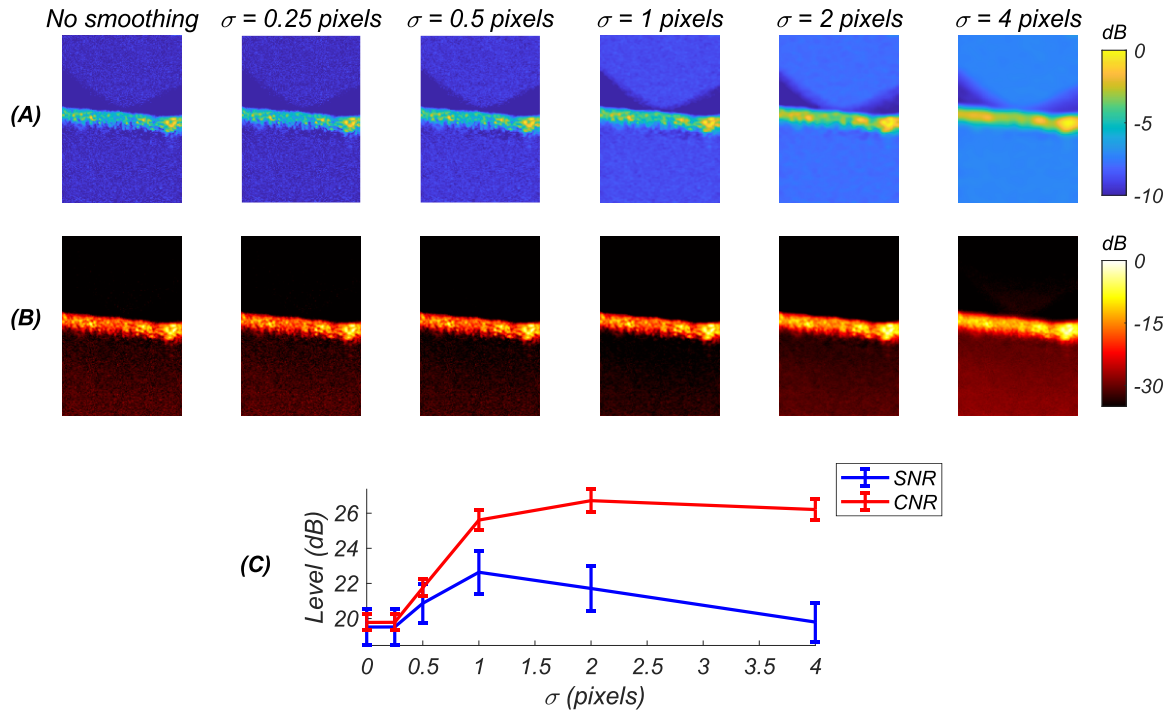 No smoothing
σ = 0.25 pixels
σ = 0.5 pixels
σ = 1 pixels
σ = 2 pixels
σ = 4 pixels
dB
0
-5
-10
(A)
dB
0
-15
-30
(B)
SNR
CNR
(C)
Level (dB)
26
24
22
20
0
0.5
1
1.5
2
2.5
3
3.5
4
σ (pixels)